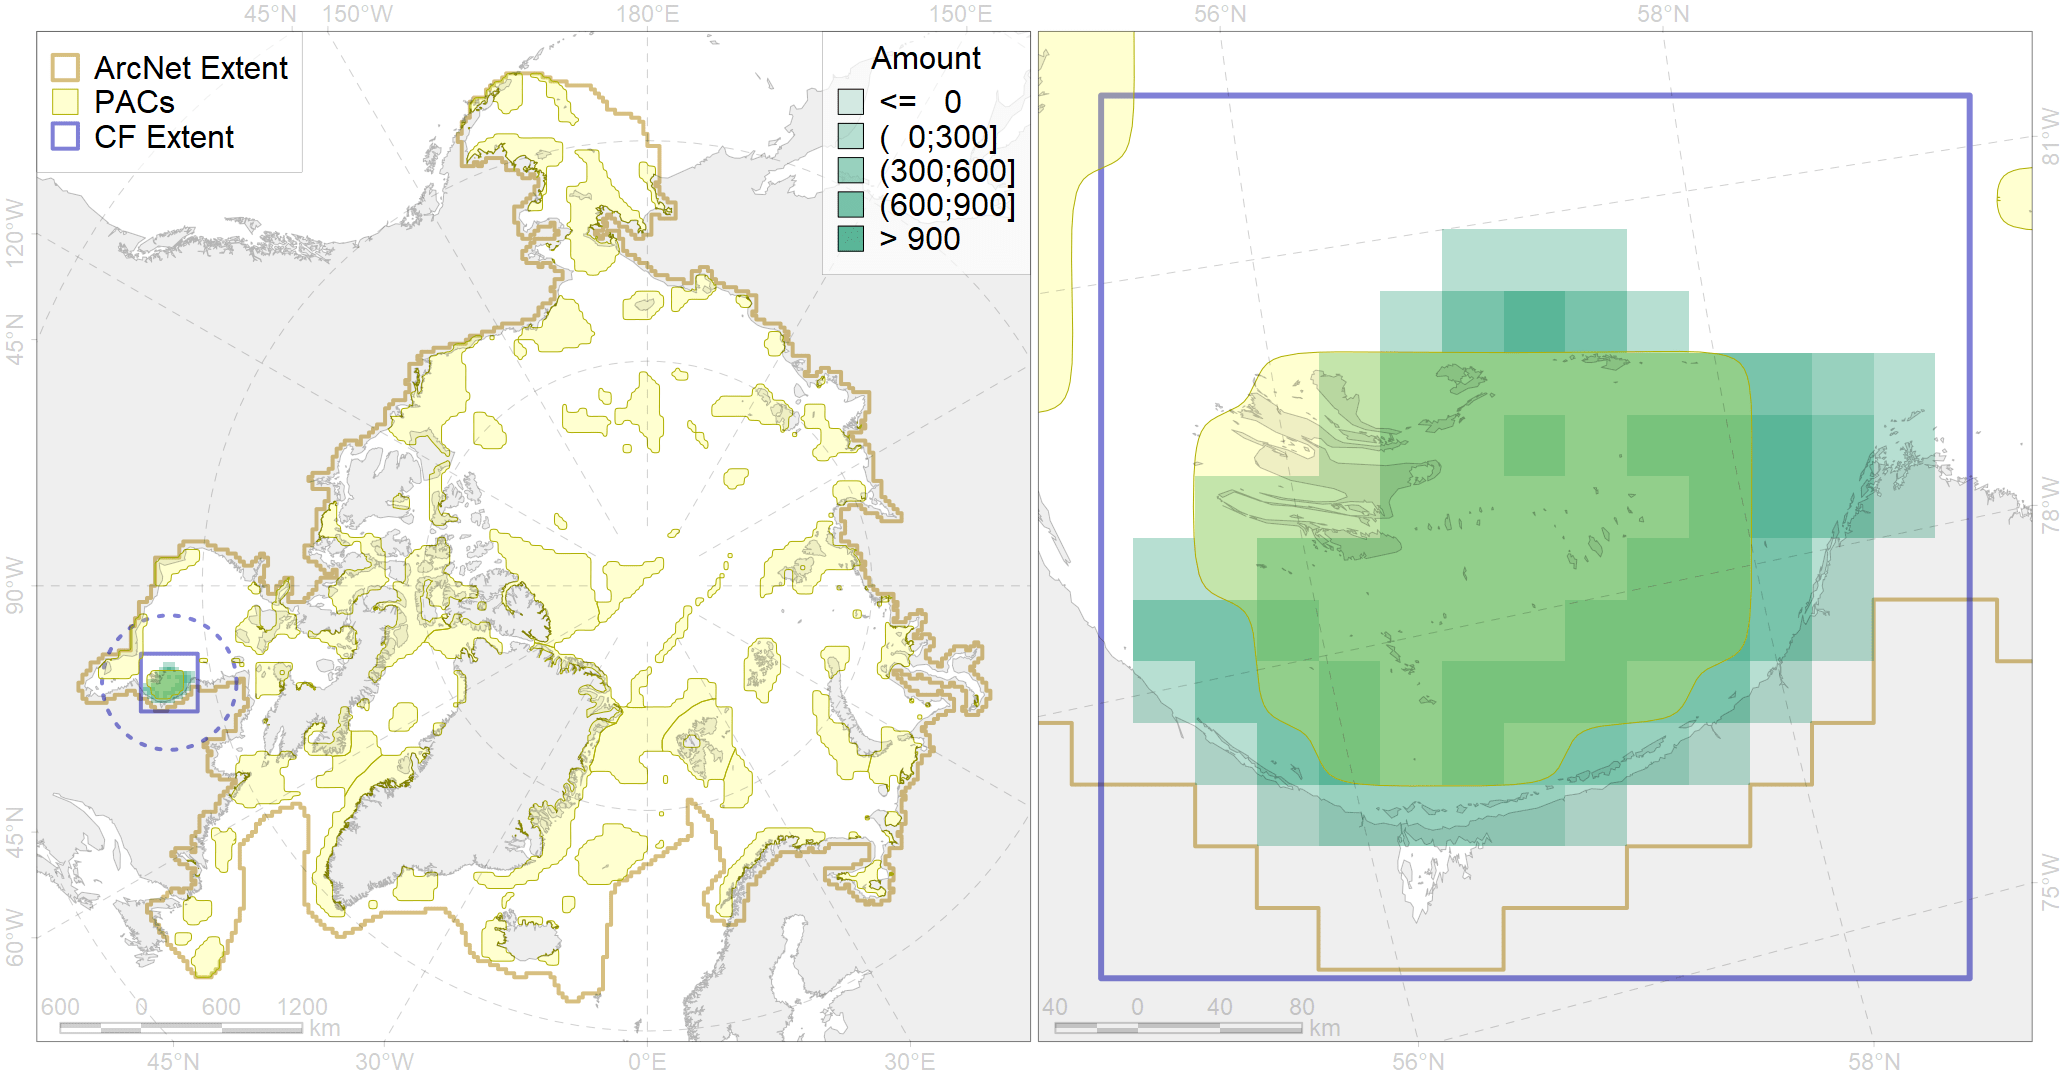 45°N 150°W 180°E 150°E 56°N 58°N
ArcNet Extent
PACs
CF Extent
Amount
<= 0
( 0;300]
(300;600]
(600;900]
> 900
120°W
45°N
90°W
45°N
60°W
81°N
78°N
75°N
600 0 600 1200
km
40 0 40 80
km
45°N 30°W 0°E 30°E 56°N 58°N